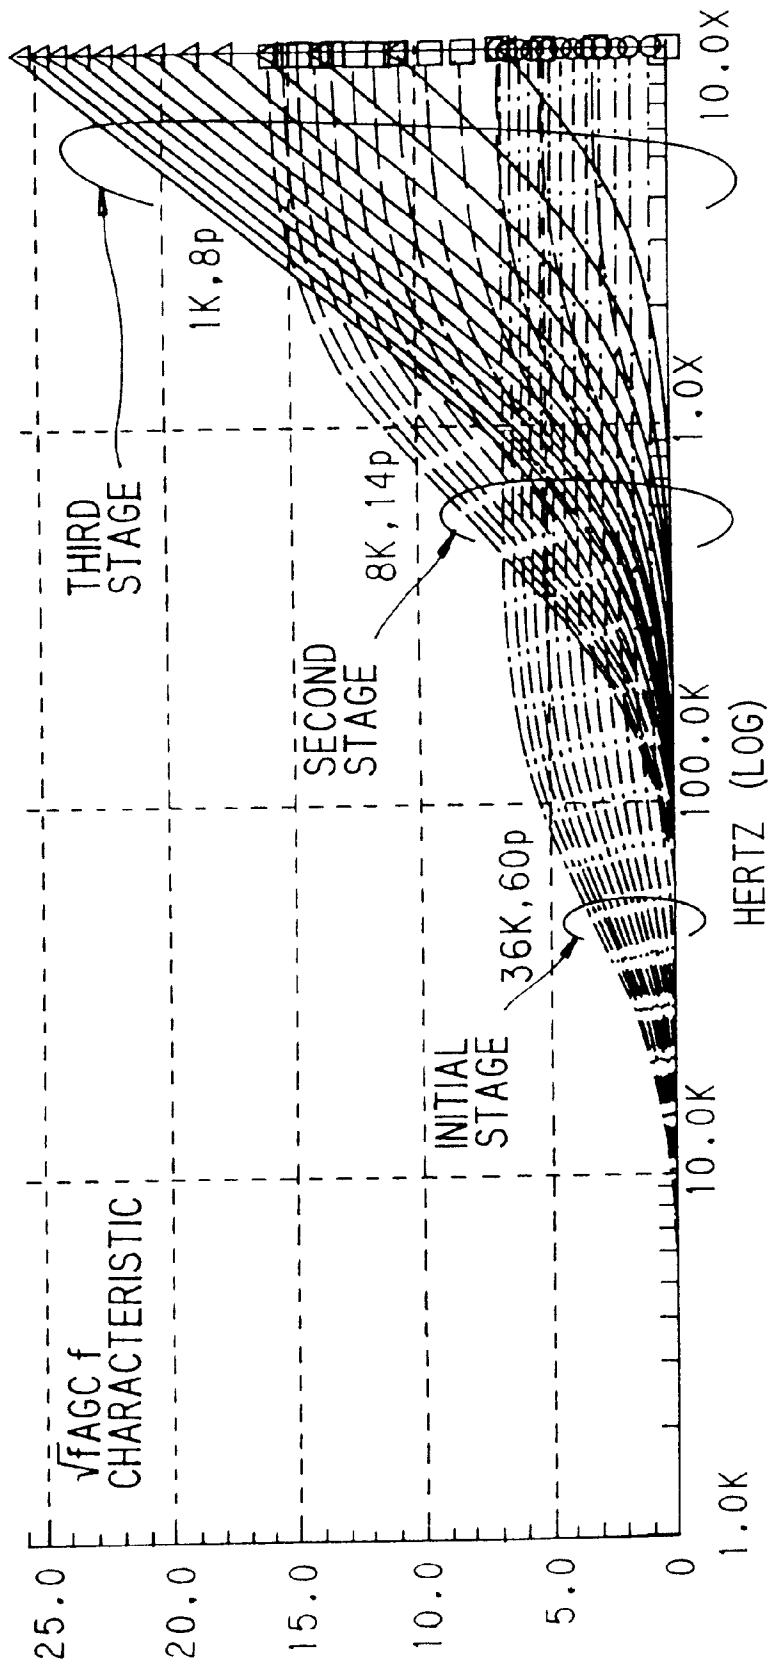 √fAGC f
CHARACTERISTIC
THIRD
STAGE
1K,8p
SECOND
STAGE
8K,14p
INITIAL
STAGE
36K,60p
25.0
20.0
15.0
10.0
5.0
0
1.0K
10.0K
100.0K
1.0X
10.0X
HERTZ (LOG)